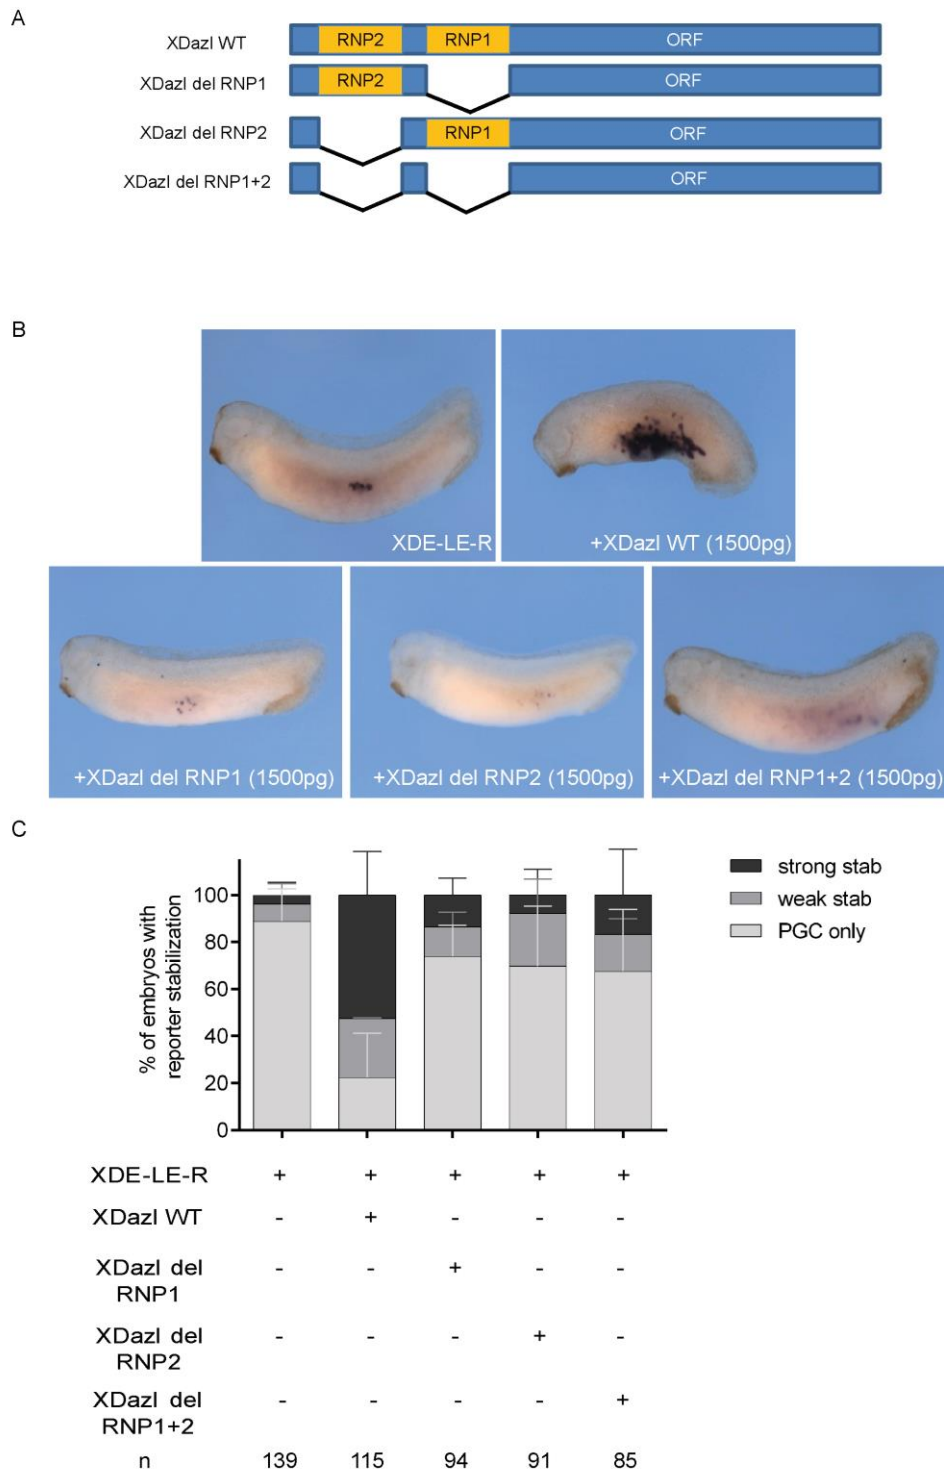 A
XDazl WT RNP2 RNP1 ORF
XDazl del RNP1 RNP2 ORF
XDazl del RNP2 RNP1 ORF
XDazl del RNP1+2 ORF
B
XDE-LE-R
+XDazl WT (1500pg)
+XDazl del RNP1 (1500pg)
+XDazl del RNP2 (1500pg)
+XDazl del RNP1+2 (1500pg)
C
% of embryos with
reporter stabilization
100
80
60
40
20
0
strong stab
weak stab
PGC only
XDE-LE-R + + + + +
XDazl WT - + - - -
XDazl del
RNP1
- - + - -
XDazl del
RNP2
- - - + -
XDazl del
RNP1+2
- - - - +
n 139 115 94 91 85